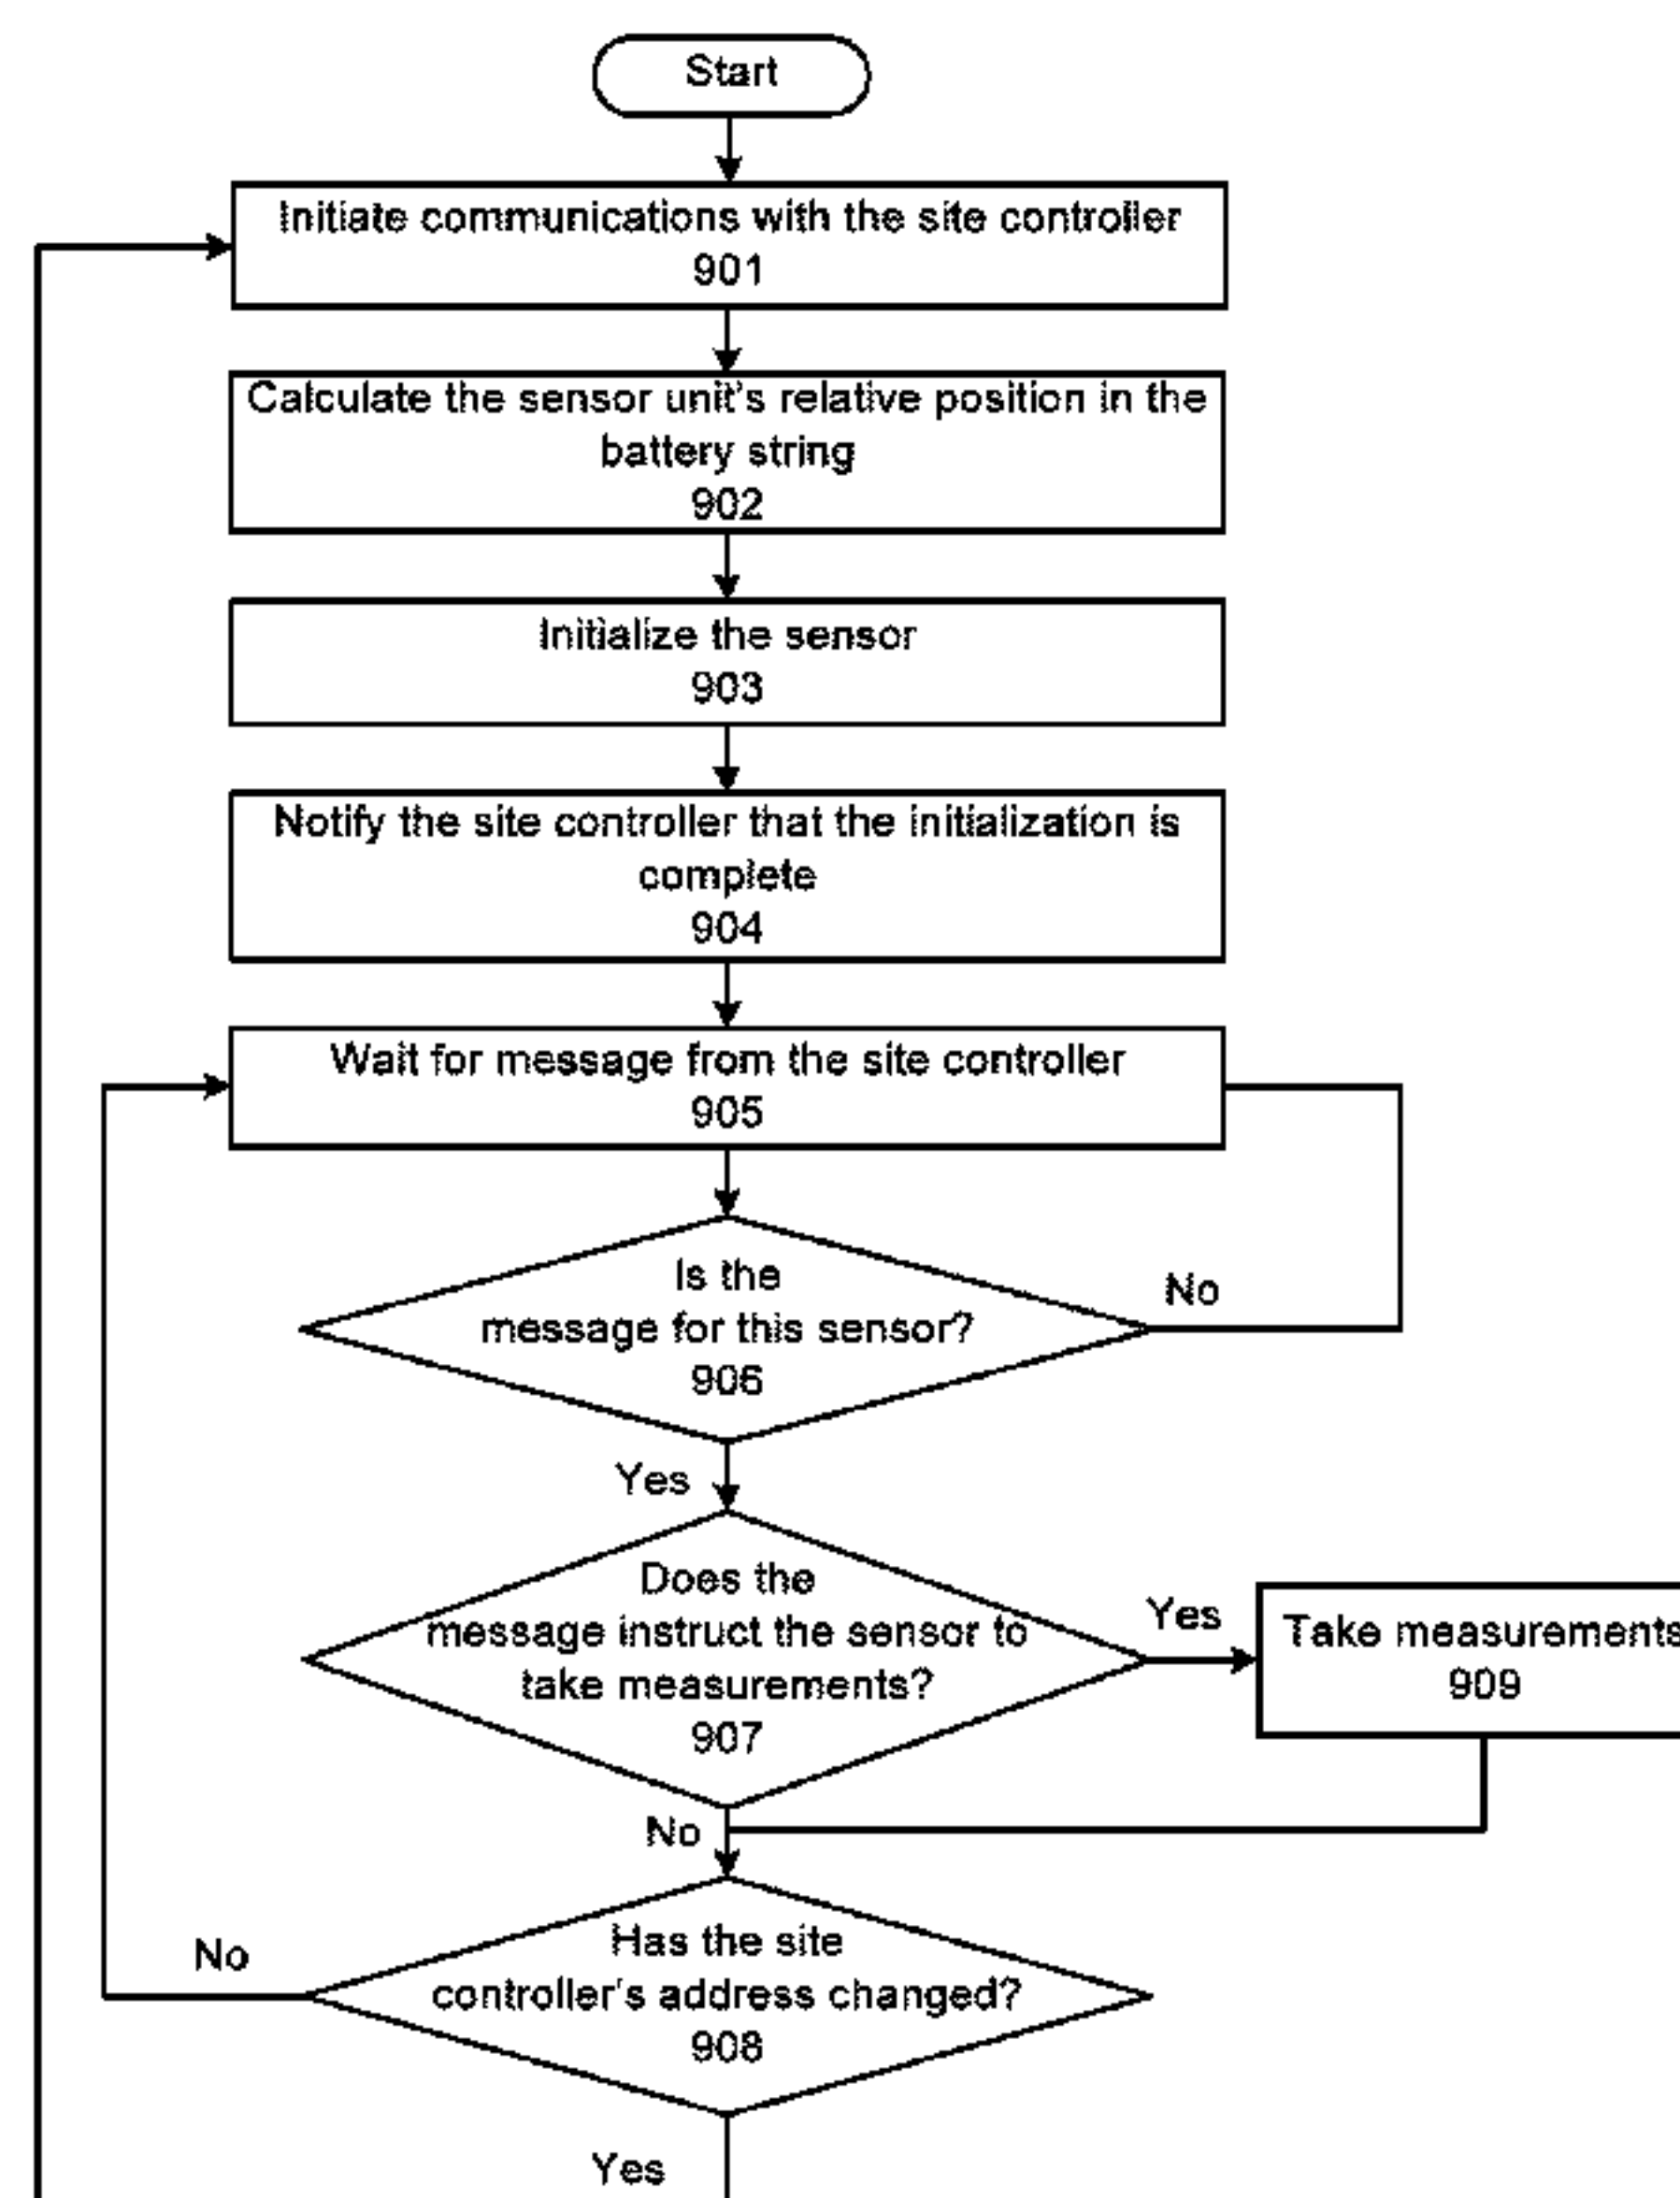 Start
Initiate communications with the site controller
901
Calculate the sensor unit's relative position in the
battery string
902
Initialize the sensor
903
Notify the site controller that the initialization is
complete
904
Wait for message from the site controller
905
Is the
message for this sensor?
906
No
Yes
Does the
message instruct the sensor to
take measurements?
907
Yes
Take measurements
909
No
Has the site
controller's address changed?
908
No
Yes